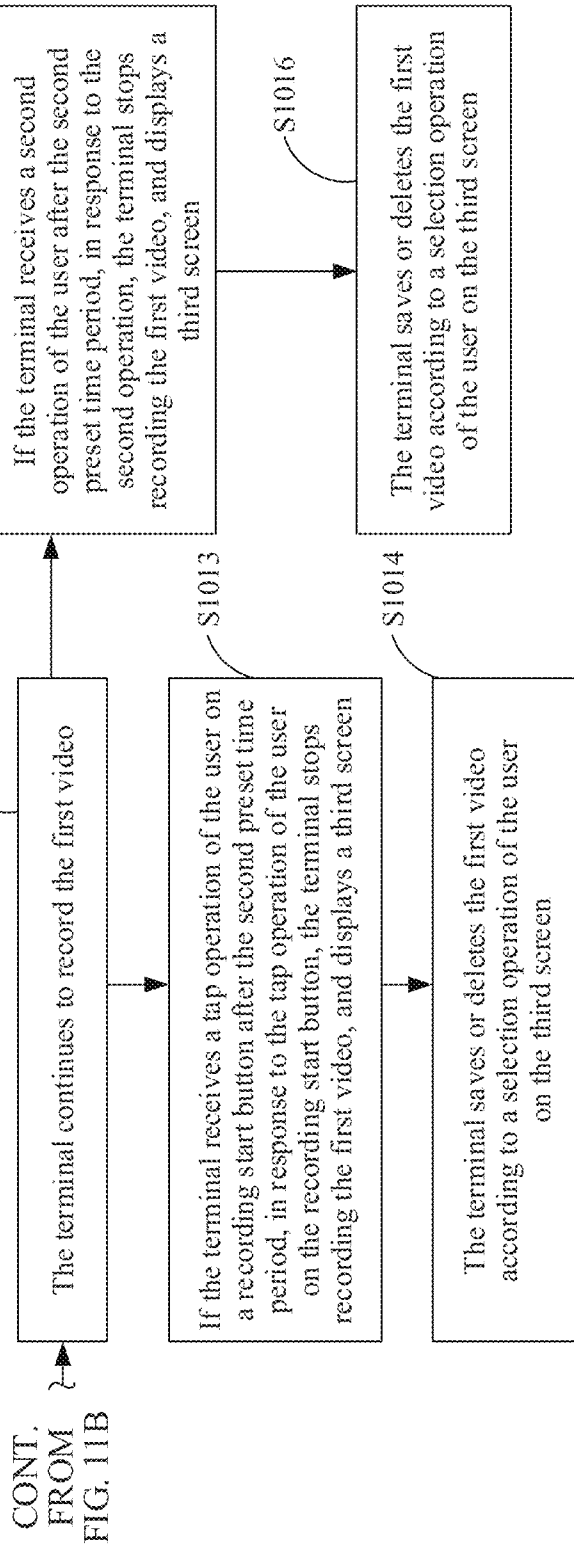 CONT.
FROM
FIG. 11B
The terminal continues to record the first video
S1013
If the terminal receives a tap operation of the user on
a recording start button after the second preset time
period, in response to the tap operation of the user
on the recording start button, the terminal stops
recording the first video, and displays a third screen
S1014
The terminal saves or deletes the first video
according to a selection operation of the user
on the third screen
If the terminal receives a second
operation of the user after the second
preset time period, in response to the
second operation, the terminal stops
recording the first video, and displays a
third screen
S1016
The terminal saves or deletes the first
video according to a selection operation
of the user on the third screen